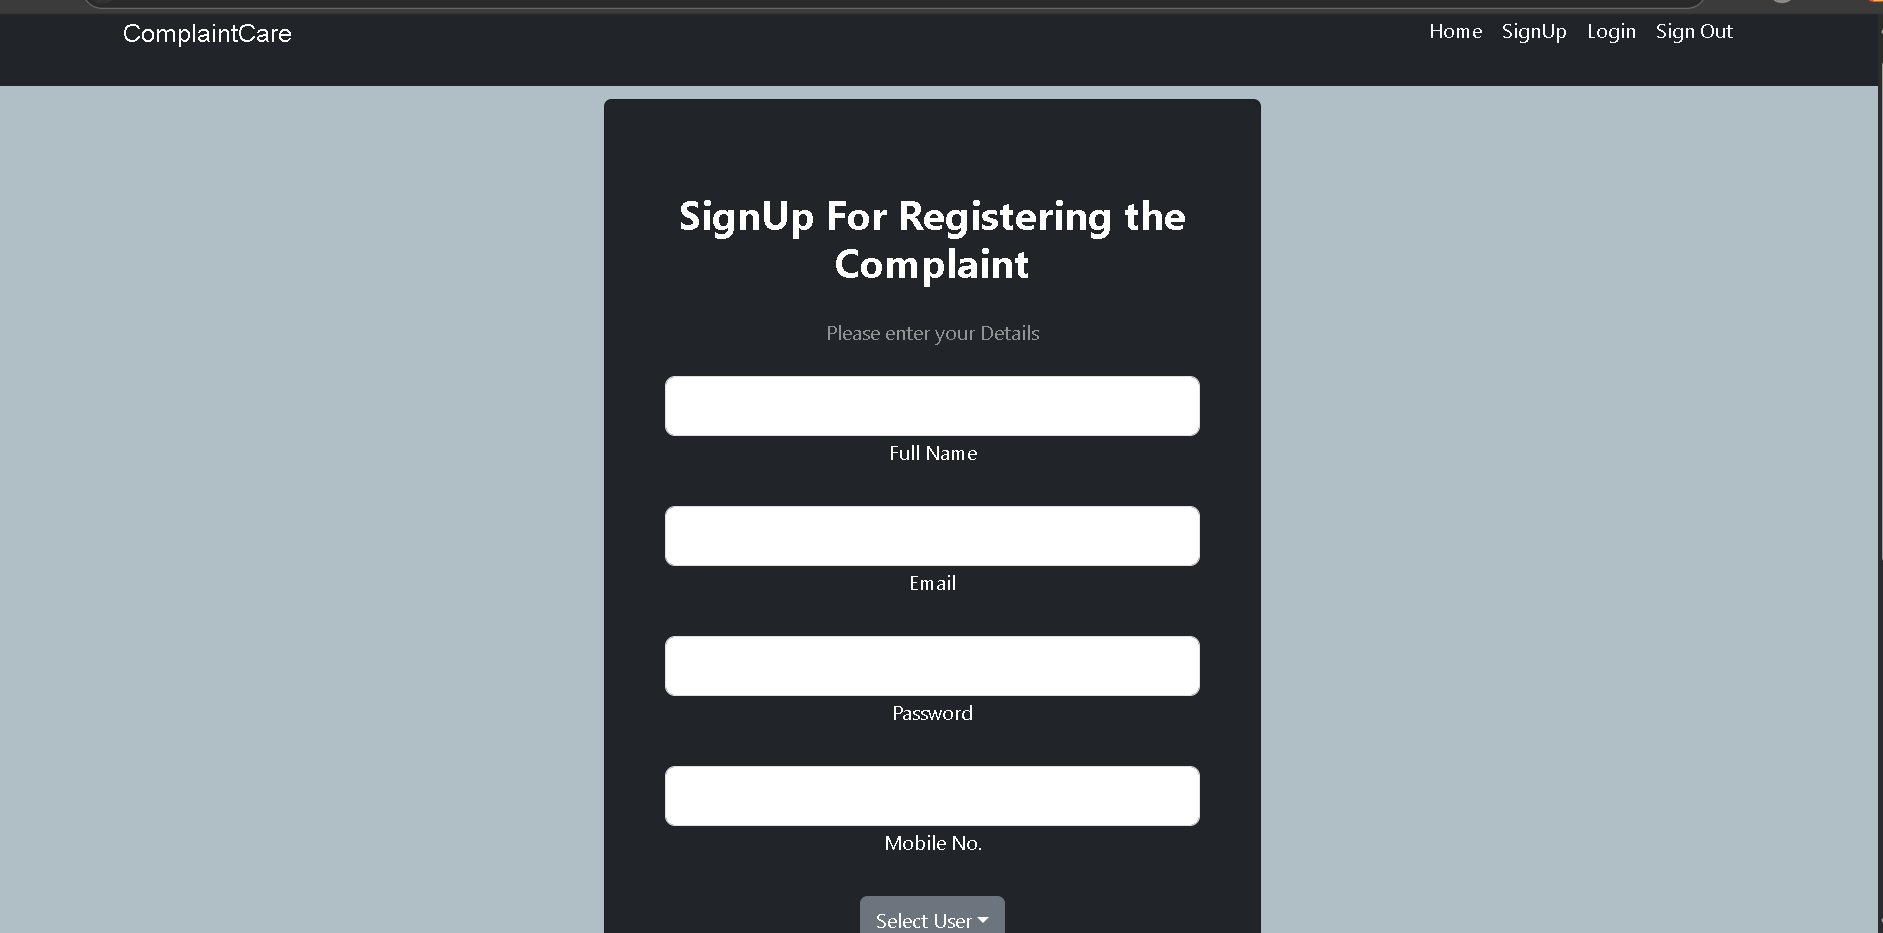 ComplaintCare
Home SignUp Login Sign Out
SignUp For Registering the
Complaint
Please enter your Details
Full Name
Email
Password
Mobile No.
Select User